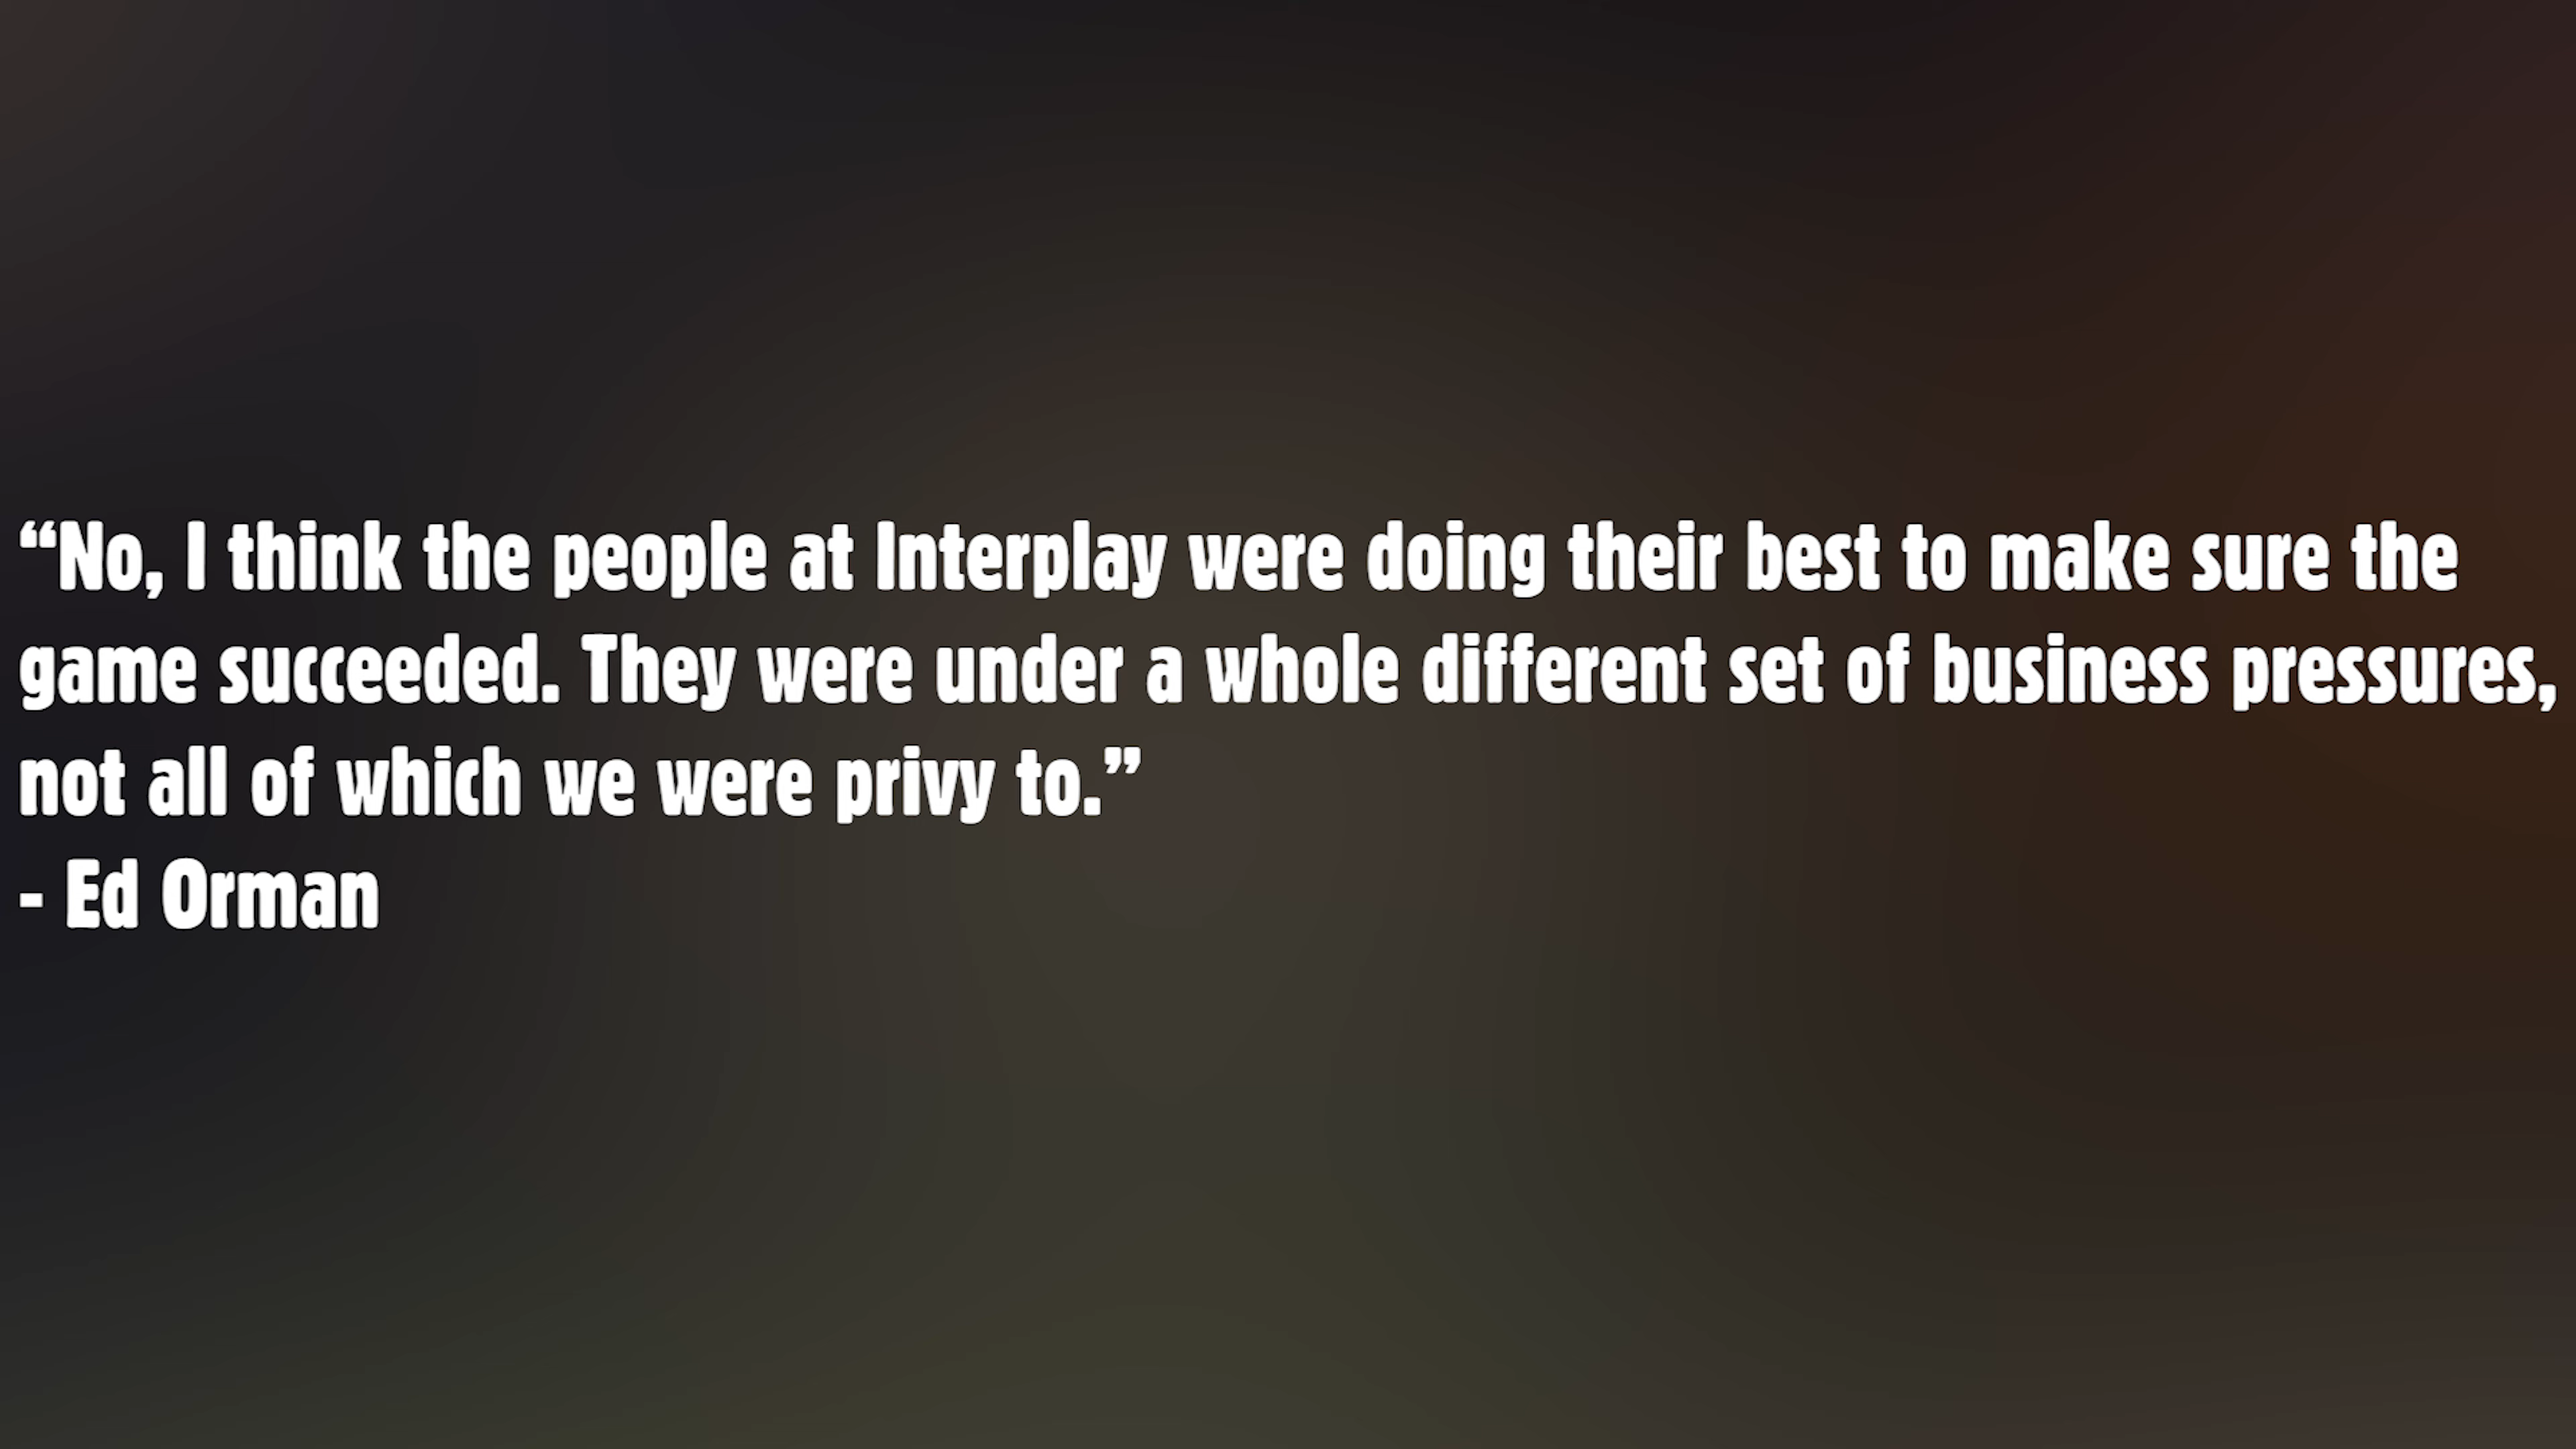 “No, I think the people at Interplay were doing their best to make sure the
game succeeded. They were under a whole different set of business pressures,
not all of which we were privy to.”
- Ed Orman